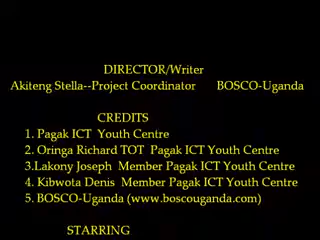 DIRECTOR/Writer
Akiteng Stella--Project Coordinator BOSCO-Uganda
CREDITS
1. Pagak ICT Youth Centre
2. Oringa Richard TOT Pagak ICT Youth Centre
3.Lakony Joseph Member Pagak ICT Youth Centre
4. Kibwota Denis Member Pagak ICT Youth Centre
5. BOSCO-Uganda (www.boscouganda.com)
STARRING